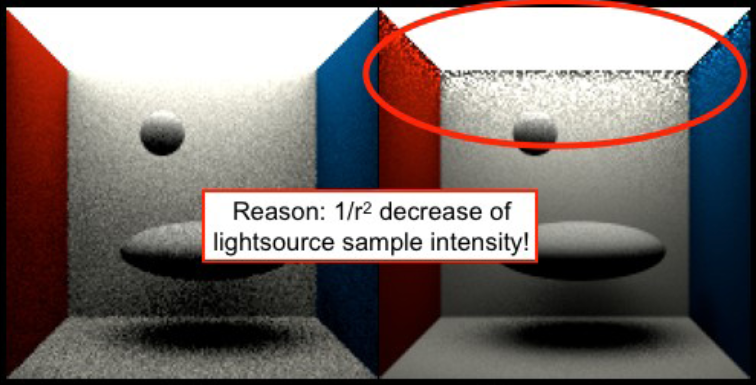 Reason: 1/r² decrease of
lightsource sample intensity!